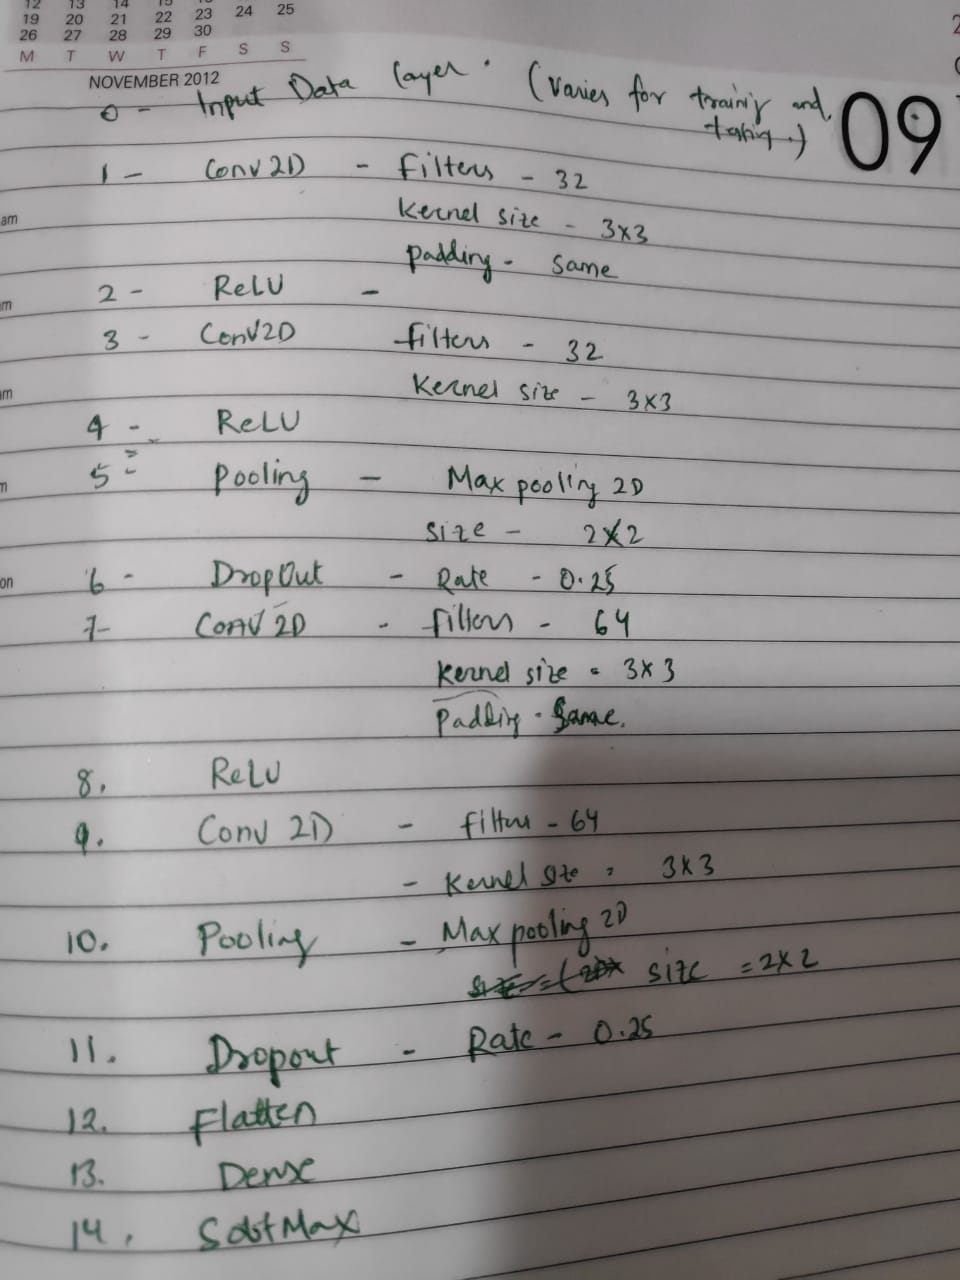 12 13 14 15 16
19 20 21 22 23 24 25
26 27 28 29 30
M T W T F S S
NOVEMBER 2012
09
0 - Input Data layer. (Varies for training and
testing.)
1 - Conv 2D - Filters - 32
am
Kernel size - 3x3
Padding - Same
m
2 - ReLU -
3 - Conv2D filters - 32
m
Kernel size - 3x3
4 - ReLU
5 - Pooling - Max pooling 2D
m
Size - 2x2
on
6 - DropOut - Rate - 0.25
7- Conv 2D - filters - 64
Kernel size = 3x3
Padding - Same.
8. ReLU
9. Conv 2D - filters - 64
- Kernel size = 3x3
10. Pooling - Max pooling 2D
size = 2x2
11. Dropout - Rate - 0.25
12. Flatten
13. Dense
14. SoftMax